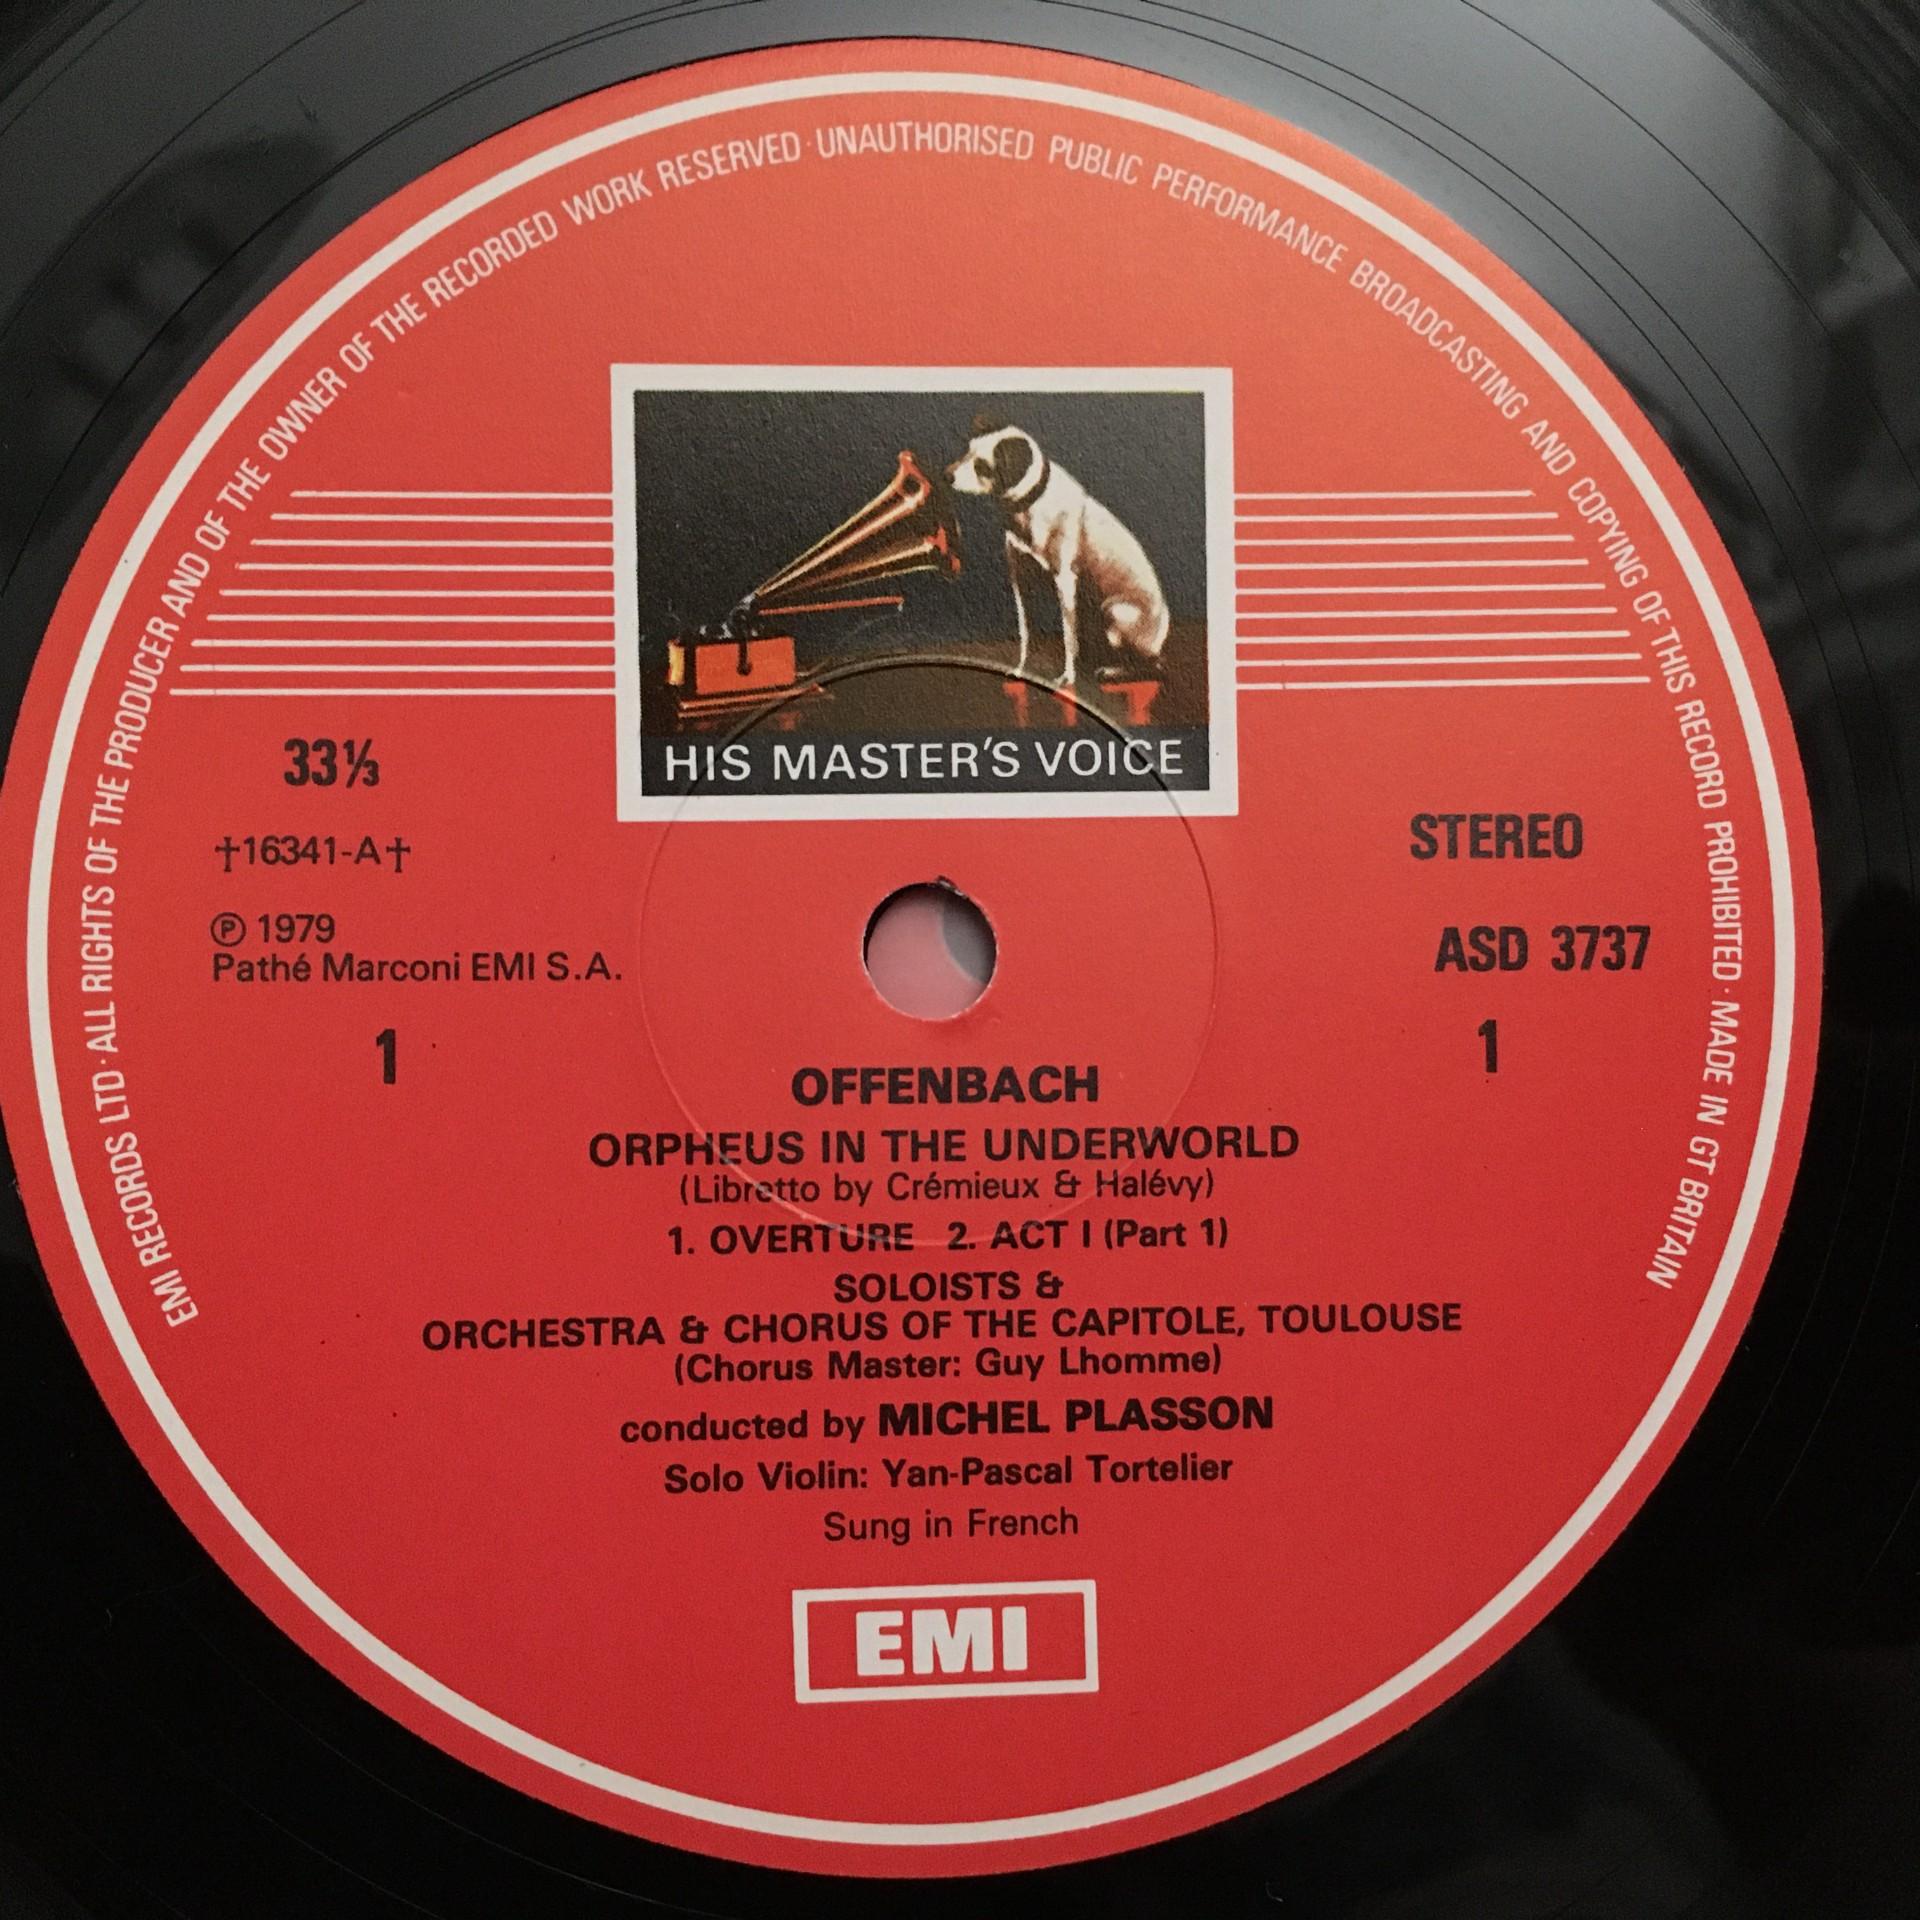 EMI RECORDS LTD · ALL RIGHTS OF THE PRODUCER AND OF THE OWNER OF THE RECORDED WORK RESERVED · UNAUTHORISED PUBLIC PERFORMANCE BROADCASTING AND COPYING OF THIS RECORD PROHIBITED · MADE IN GT BRITAIN
HIS MASTER'S VOICE
33⅓
STEREO
†16341-A†
℗ 1979
Pathé Marconi EMI S.A.
ASD 3737
1
1
OFFENBACH
ORPHEUS IN THE UNDERWORLD
(Libretto by Crémieux & Halévy)
1. OVERTURE 2. ACT I (Part 1)
SOLOISTS &
ORCHESTRA & CHORUS OF THE CAPITOLE, TOULOUSE
(Chorus Master: Guy Lhomme)
conducted by MICHEL PLASSON
Solo Violin: Yan-Pascal Tortelier
Sung in French
EMI